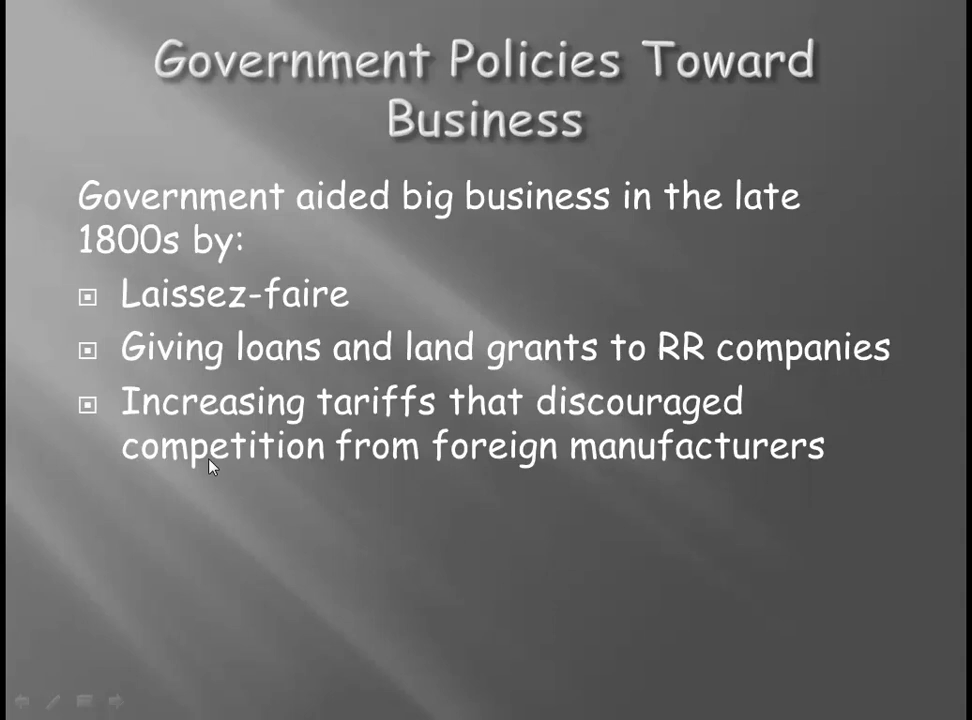 Government Policies Toward
Business
Government aided big business in the late
1800s by:
Laissez-faire
Giving loans and land grants to RR companies
Increasing tariffs that discouraged
competition from foreign manufacturers